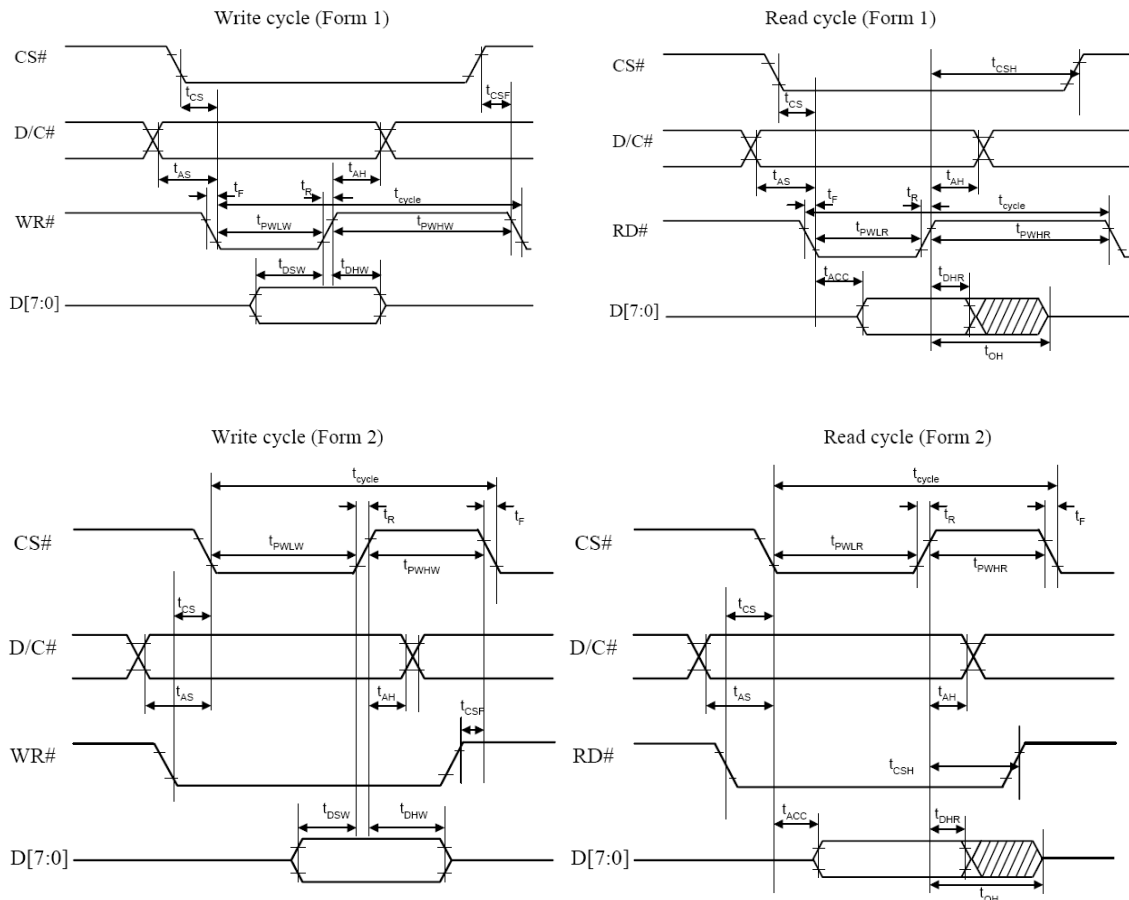 Write cycle (Form 1)
CS#
tCS
tCSF
D/C#
tAS
tAH
tF
tR
tcycle
WR#
tPWLW
tPWHW
tDSW
tDHW
D[7:0]
Read cycle (Form 1)
CS#
tCSH
tCS
D/C#
tAS
tAH
tF
tR
tcycle
RD#
tPWLR
tPWHR
tACC
tDHR
D[7:0]
tOH
Write cycle (Form 2)
tcycle
tR
tF
CS#
tPWLW
tPWHW
tCS
D/C#
tAS
tAH
tCSF
WR#
tDSW
tDHW
D[7:0]
Read cycle (Form 2)
tcycle
tR
tF
CS#
tPWLR
tPWHR
tCS
D/C#
tAS
tAH
RD#
tCSH
tACC
tDHR
D[7:0]
tOH